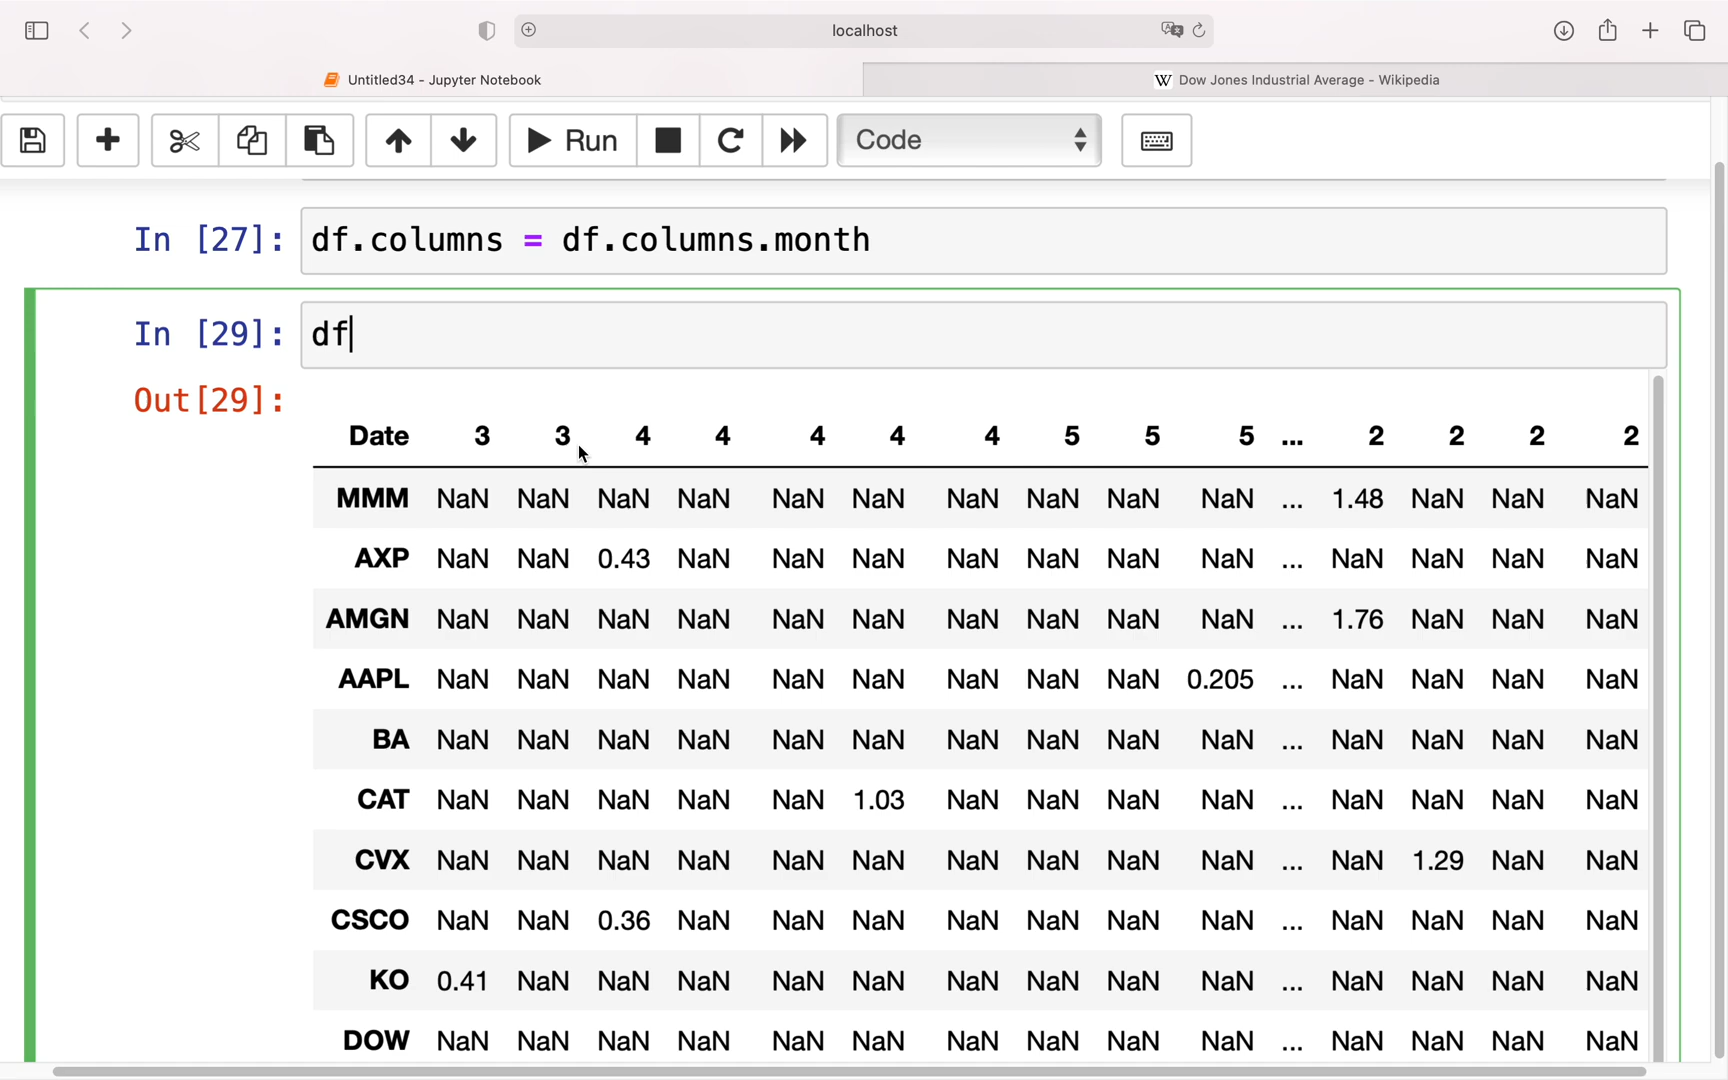 localhost
Untitled34 - Jupyter Notebook
Dow Jones Industrial Average - Wikipedia
Run
Code
In [27]: df.columns = df.columns.month
In [29]: df
Out[29]:
Date 3 3 4 4 4 4 4 5 5 5 ... 2 2 2 2
MMM NaN NaN NaN NaN NaN NaN NaN NaN NaN NaN ... 1.48 NaN NaN NaN
AXP NaN NaN 0.43 NaN NaN NaN NaN NaN NaN NaN ... NaN NaN NaN NaN
AMGN NaN NaN NaN NaN NaN NaN NaN NaN NaN NaN ... 1.76 NaN NaN NaN
AAPL NaN NaN NaN NaN NaN NaN NaN NaN NaN 0.205 ... NaN NaN NaN NaN
BA NaN NaN NaN NaN NaN NaN NaN NaN NaN NaN ... NaN NaN NaN NaN
CAT NaN NaN NaN NaN NaN 1.03 NaN NaN NaN NaN ... NaN NaN NaN NaN
CVX NaN NaN NaN NaN NaN NaN NaN NaN NaN NaN ... NaN 1.29 NaN NaN
CSCO NaN NaN 0.36 NaN NaN NaN NaN NaN NaN NaN ... NaN NaN NaN NaN
KO 0.41 NaN NaN NaN NaN NaN NaN NaN NaN NaN ... NaN NaN NaN NaN
DOW NaN NaN NaN NaN NaN NaN NaN NaN NaN NaN ... NaN NaN NaN NaN